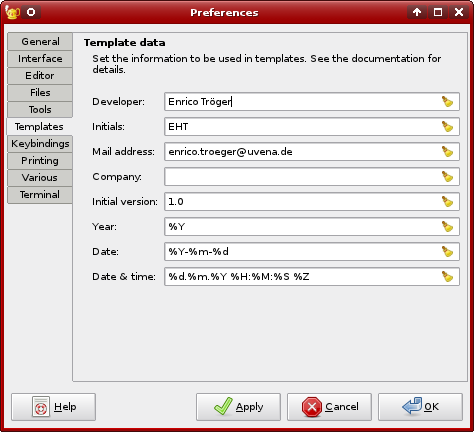 Preferences
General
Interface
Editor
Files
Tools
Templates
Keybindings
Printing
Various
Terminal
Template data
Set the information to be used in templates. See the documentation for
details.
Developer: Enrico Tröger
Initials: EHT
Mail address: enrico.troeger@uvena.de
Company:
Initial version: 1.0
Year: %Y
Date: %Y-%m-%d
Date & time: %d.%m.%Y %H:%M:%S %Z
Help Apply Cancel OK